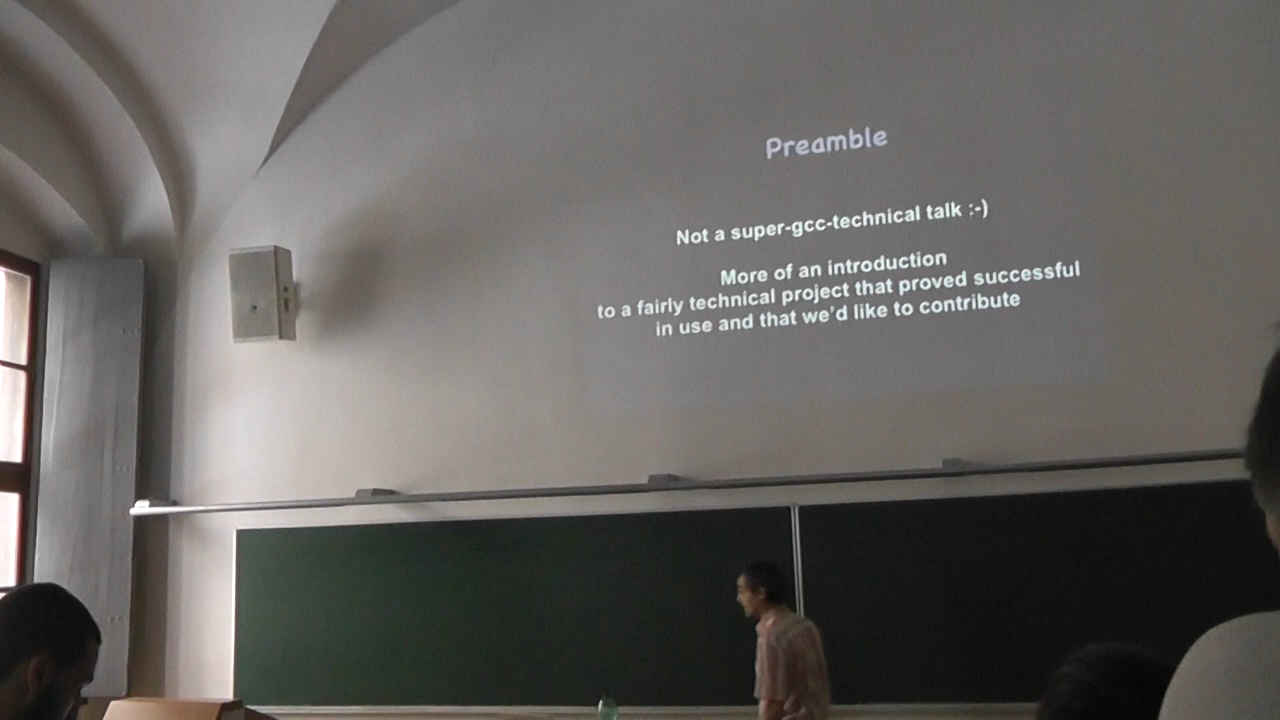 Preamble
Not a super-gcc-technical talk :-)
More of an introduction
to a fairly technical project that proved successful
in use and that we'd like to contribute